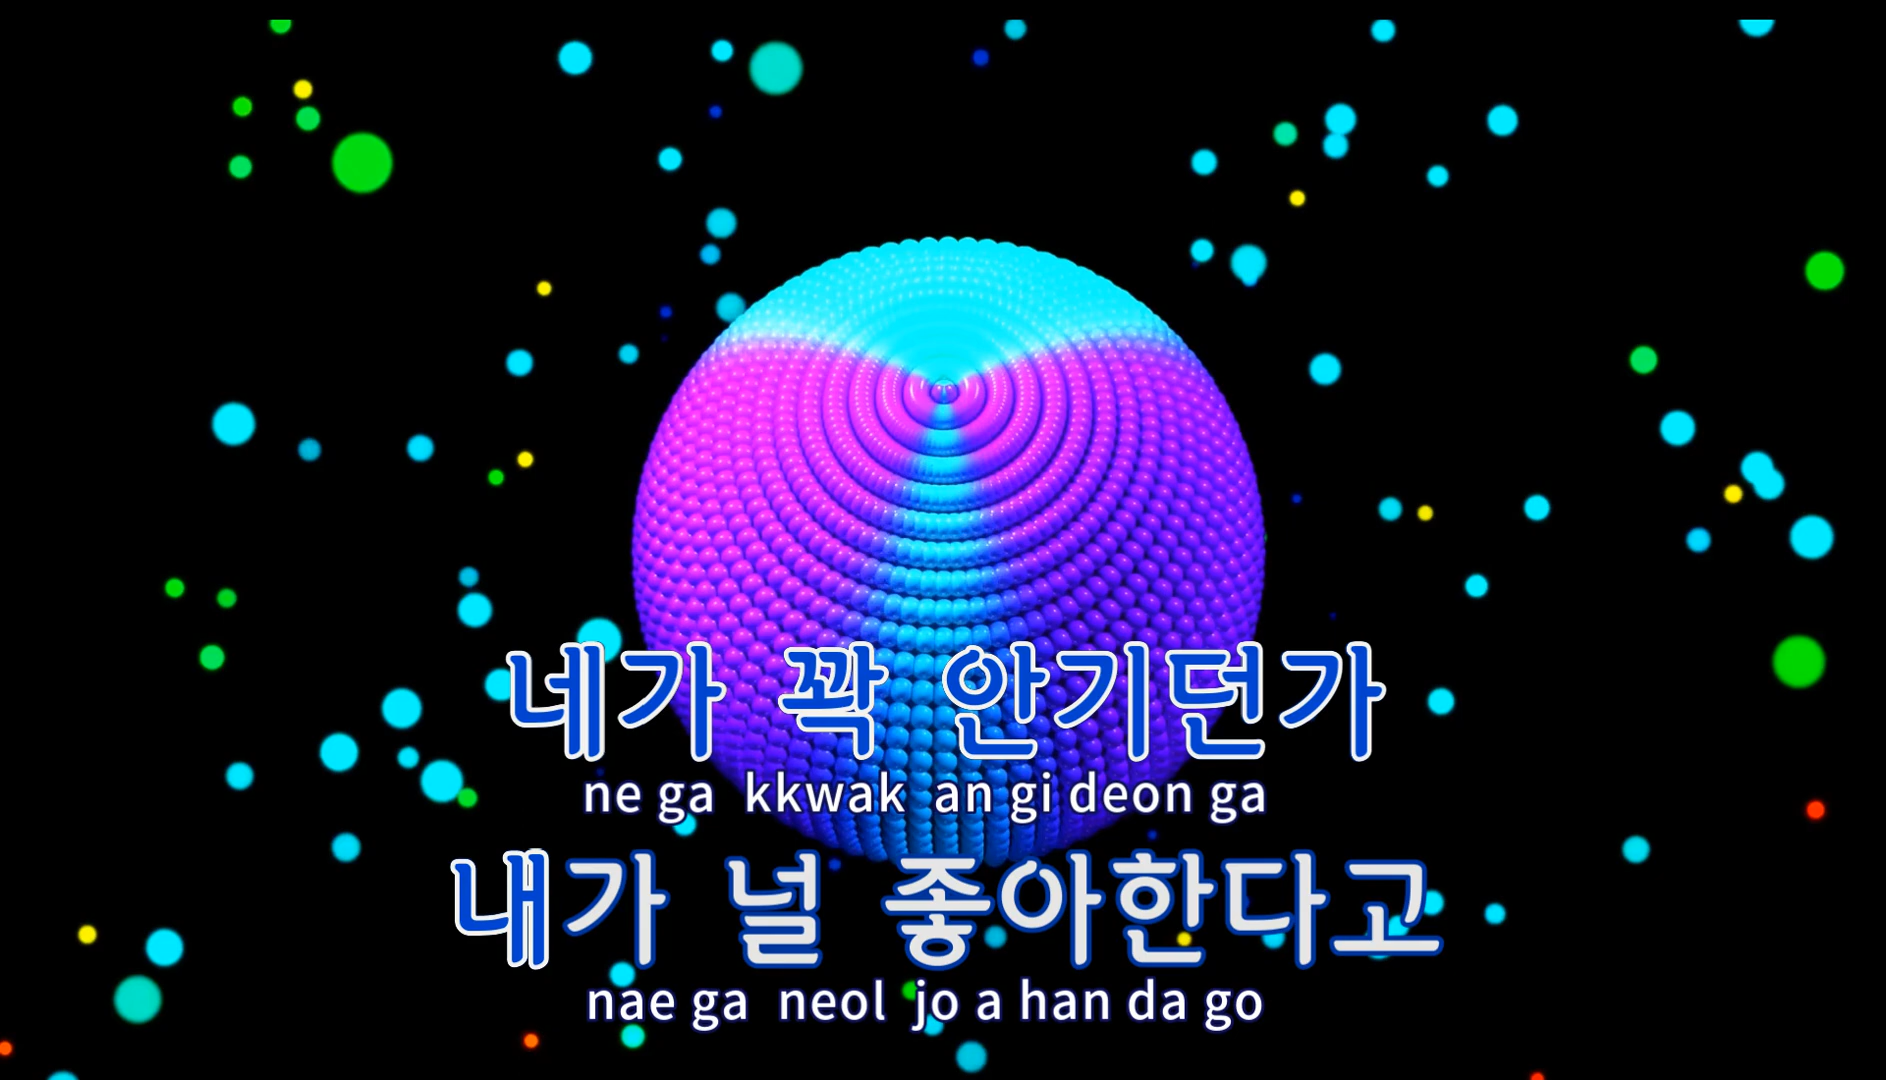 네가 꽉 안기던가
ne ga kkwak an gi deon ga
내가 널 좋아한다고
nae ga neol jo a han da go